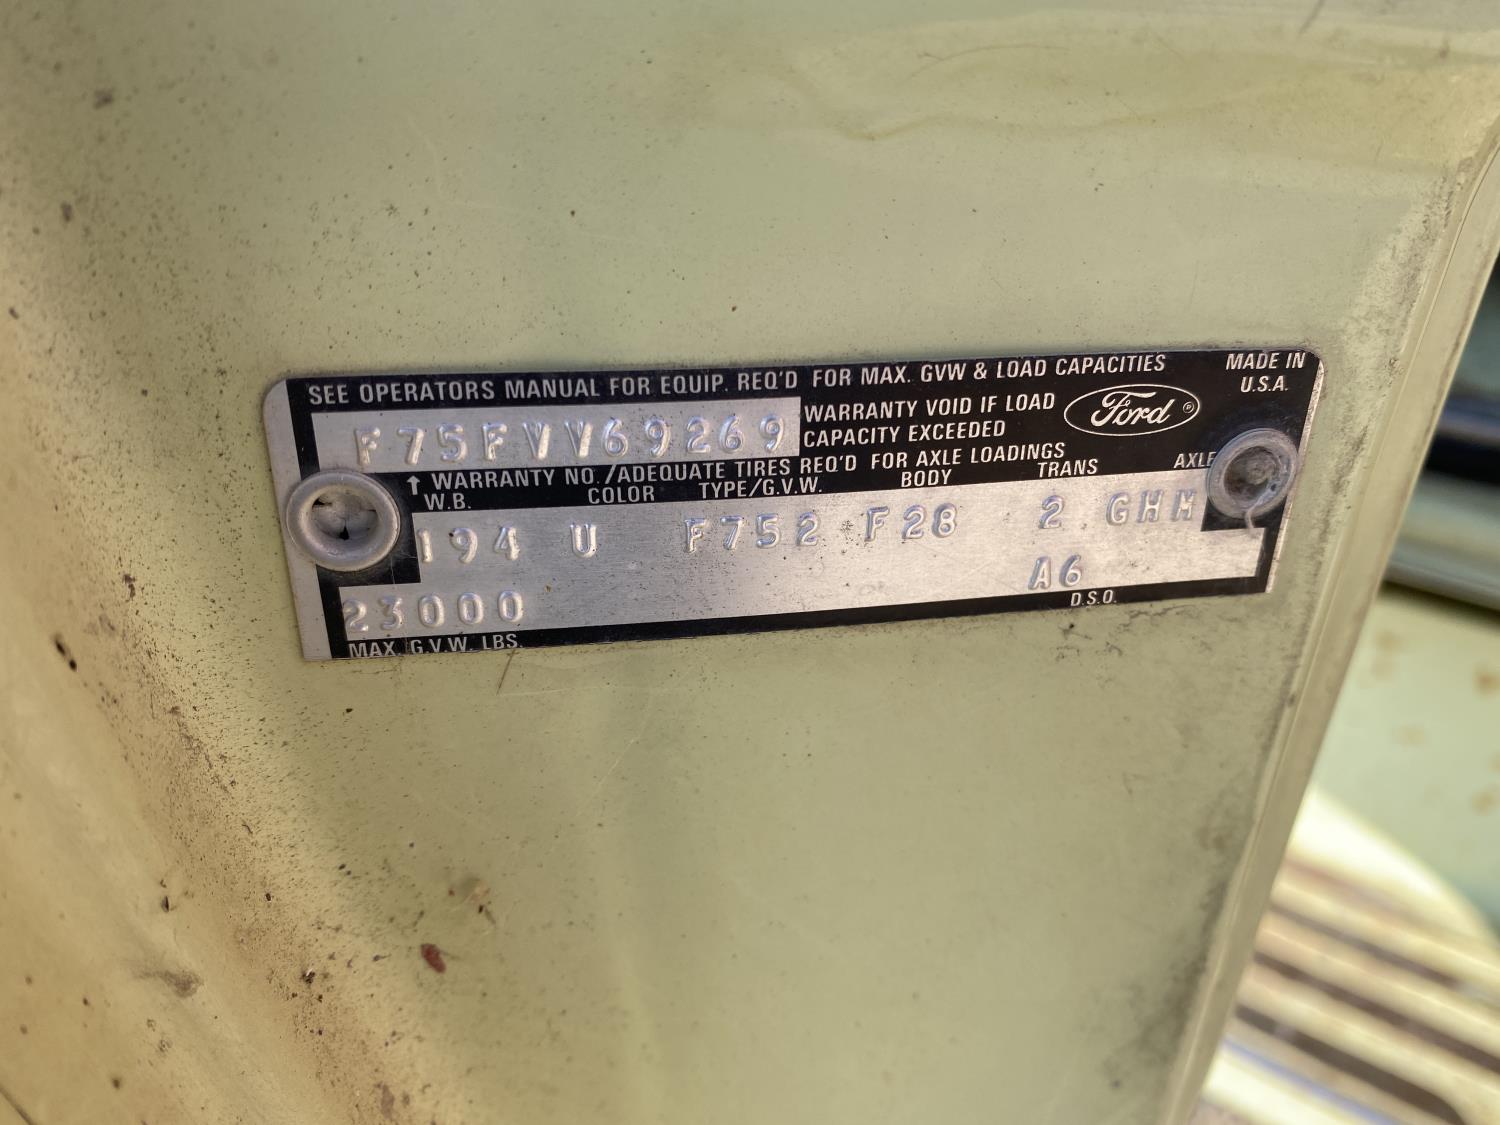 SEE OPERATORS MANUAL FOR EQUIP. REQ'D FOR MAX. GVW & LOAD CAPACITIES
MADE IN
U.S.A.
F75FVV69269
WARRANTY VOID IF LOAD
CAPACITY EXCEEDED
Ford
↑ WARRANTY NO./ADEQUATE TIRES REQ'D FOR AXLE LOADINGS
W.B. COLOR TYPE/G.V.W. BODY TRANS AXLE
194 U F752 F28 2 GHM
A6
23000
D.S.O.
MAX. G.V.W. LBS.